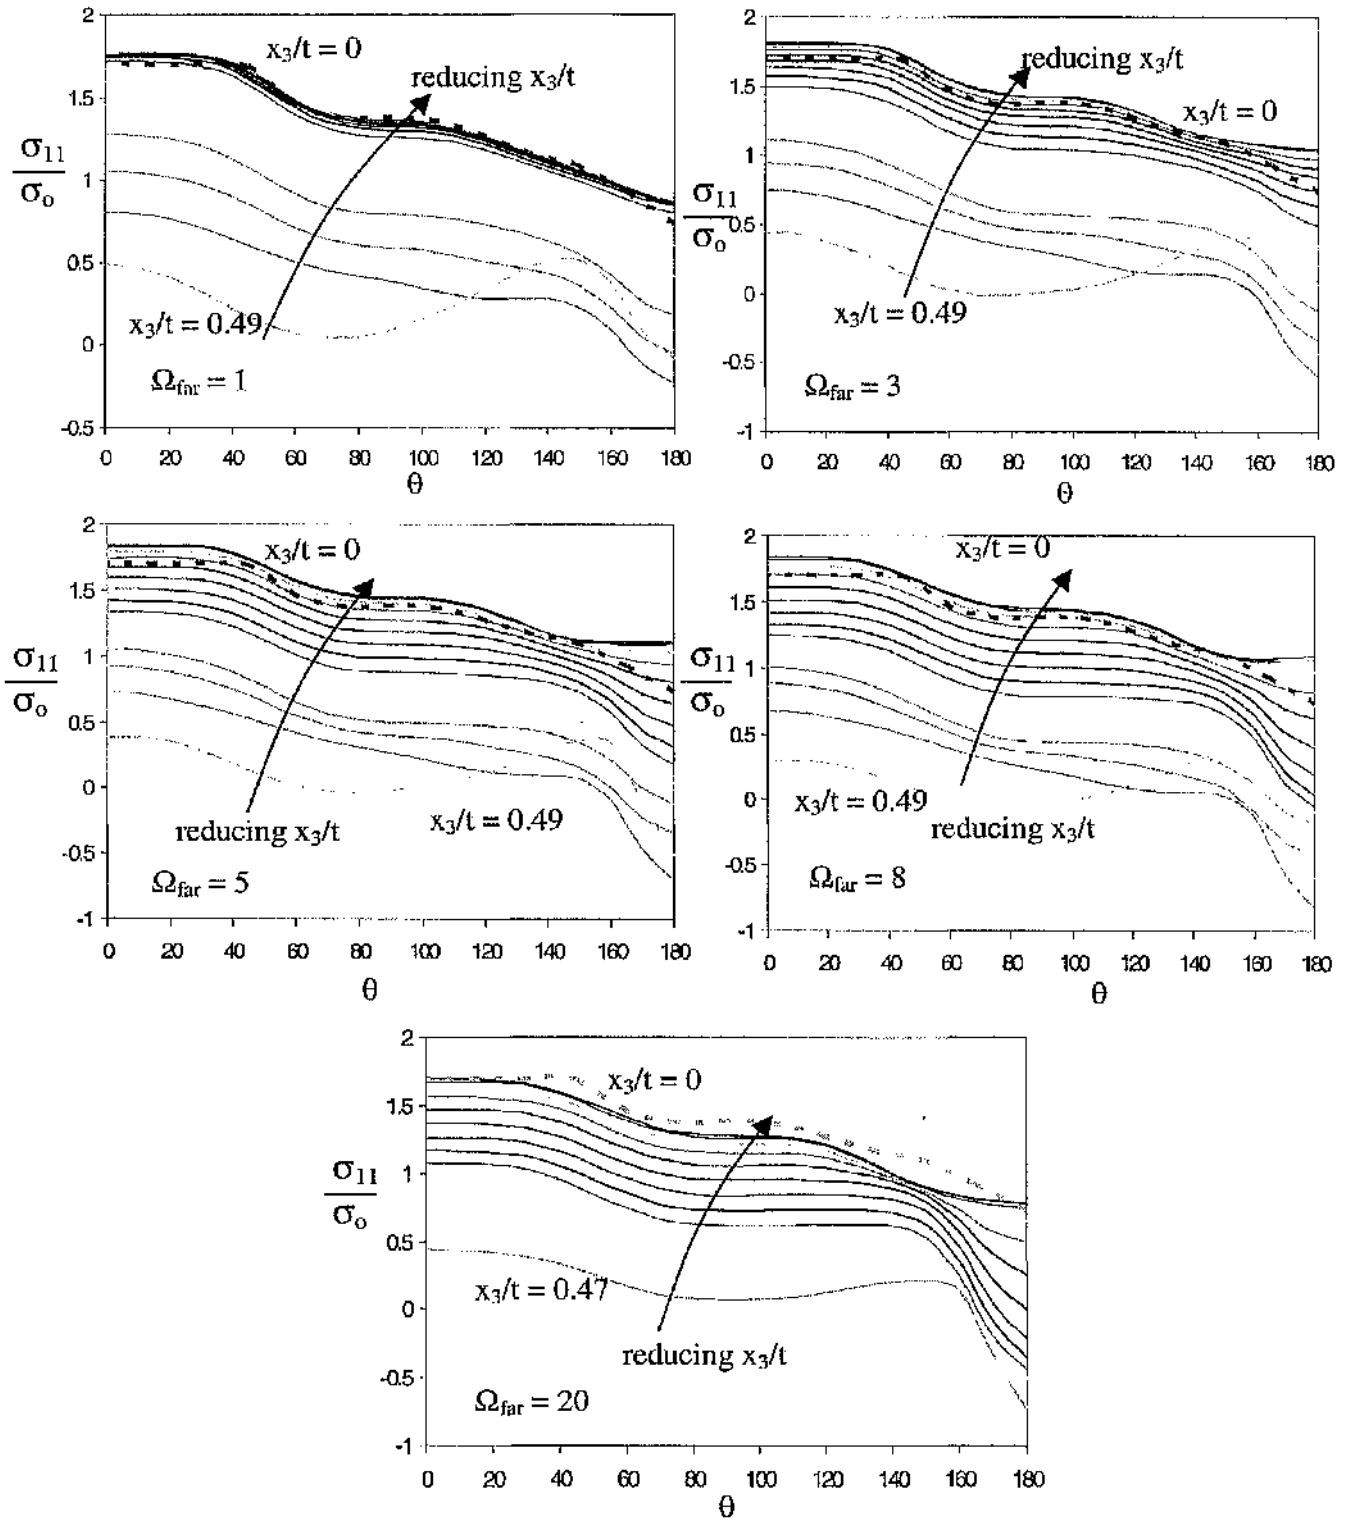 2
1.5
1
0.5
0
-0.5
σ11
σo
x3/t = 0
reducing x3/t
x3/t = 0.49
Ωfar = 1
0 20 40 60 80 100 120 140 160 180
θ
2
1.5
1
0.5
0
-0.5
-1
σ11
σo
reducing x3/t
x3/t = 0
x3/t = 0.49
Ωfar = 3
0 20 40 60 80 100 120 140 160 180
θ
2
1.5
1
0.5
0
-0.5
-1
σ11
σo
x3/t = 0
reducing x3/t
x3/t = 0.49
Ωfar = 5
0 20 40 60 80 100 120 140 160 180
θ
2
1.5
1
0.5
0
-0.5
-1
σ11
σo
x3/t = 0
x3/t = 0.49
reducing x3/t
Ωfar = 8
0 20 40 60 80 100 120 140 160 180
θ
2
1.5
1
0.5
0
-0.5
-1
σ11
σo
x3/t = 0
x3/t = 0.47
reducing x3/t
Ωfar = 20
0 20 40 60 80 100 120 140 160 180
θ